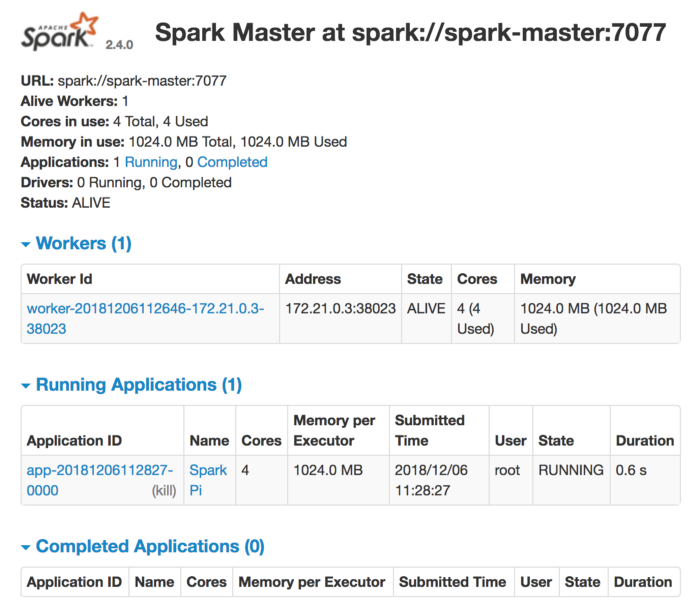 APACHE
Spark 2.4.0 Spark Master at spark://spark-master:7077
URL: spark://spark-master:7077
Alive Workers: 1
Cores in use: 4 Total, 4 Used
Memory in use: 1024.0 MB Total, 1024.0 MB Used
Applications: 1 Running, 0 Completed
Drivers: 0 Running, 0 Completed
Status: ALIVE
Workers (1)
Worker Id Address State Cores Memory
worker-20181206112646-172.21.0.3- 172.21.0.3:38023 ALIVE 4 (4 1024.0 MB (1024.0 MB
38023 Used) Used)
Running Applications (1)
Memory per Submitted
Application ID Name Cores Executor Time User State Duration
app-20181206112827- Spark 4 1024.0 MB 2018/12/06 root RUNNING 0.6 s
0000 (kill) Pi 11:28:27
Completed Applications (0)
Application ID Name Cores Memory per Executor Submitted Time User State Duration